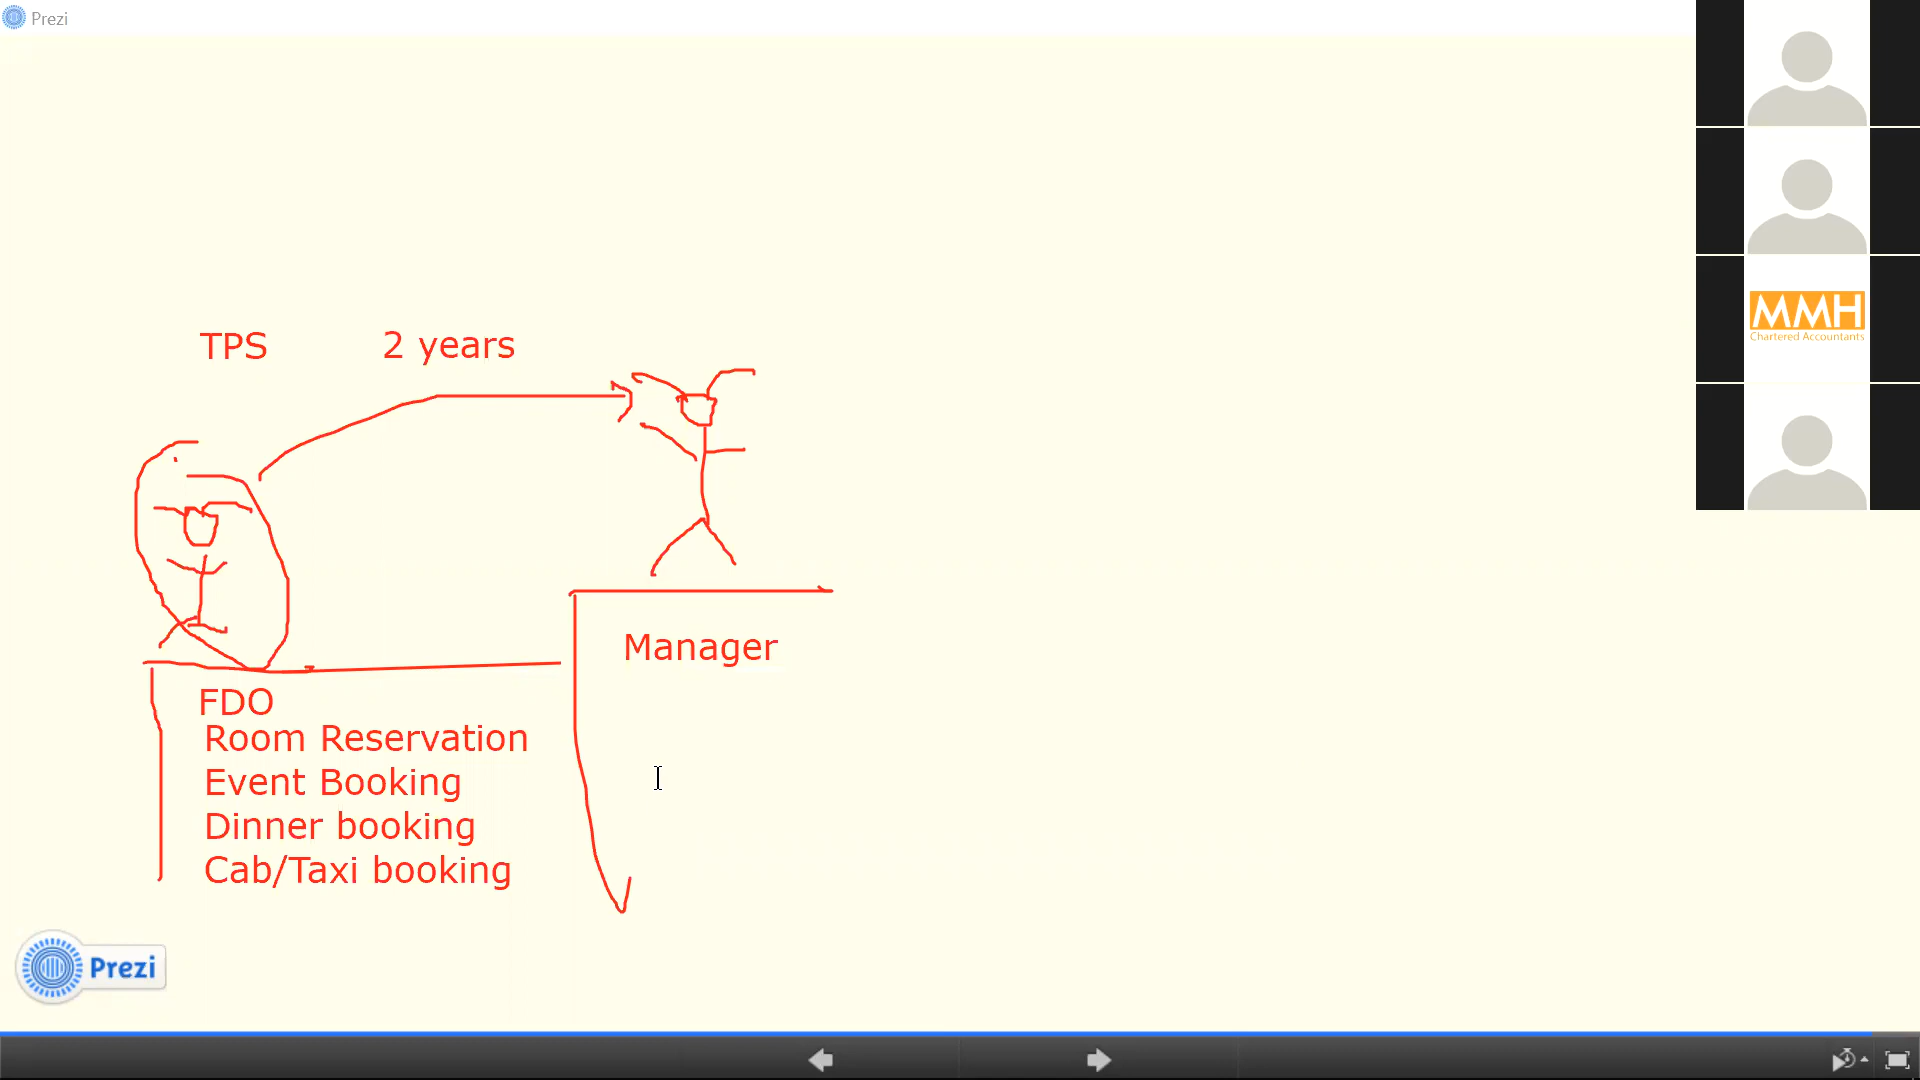 Prezi
MMH
Chartered Accountants
TPS
2 years
Manager
FDO
Room Reservation
Event Booking
Dinner booking
Cab/Taxi booking
Prezi